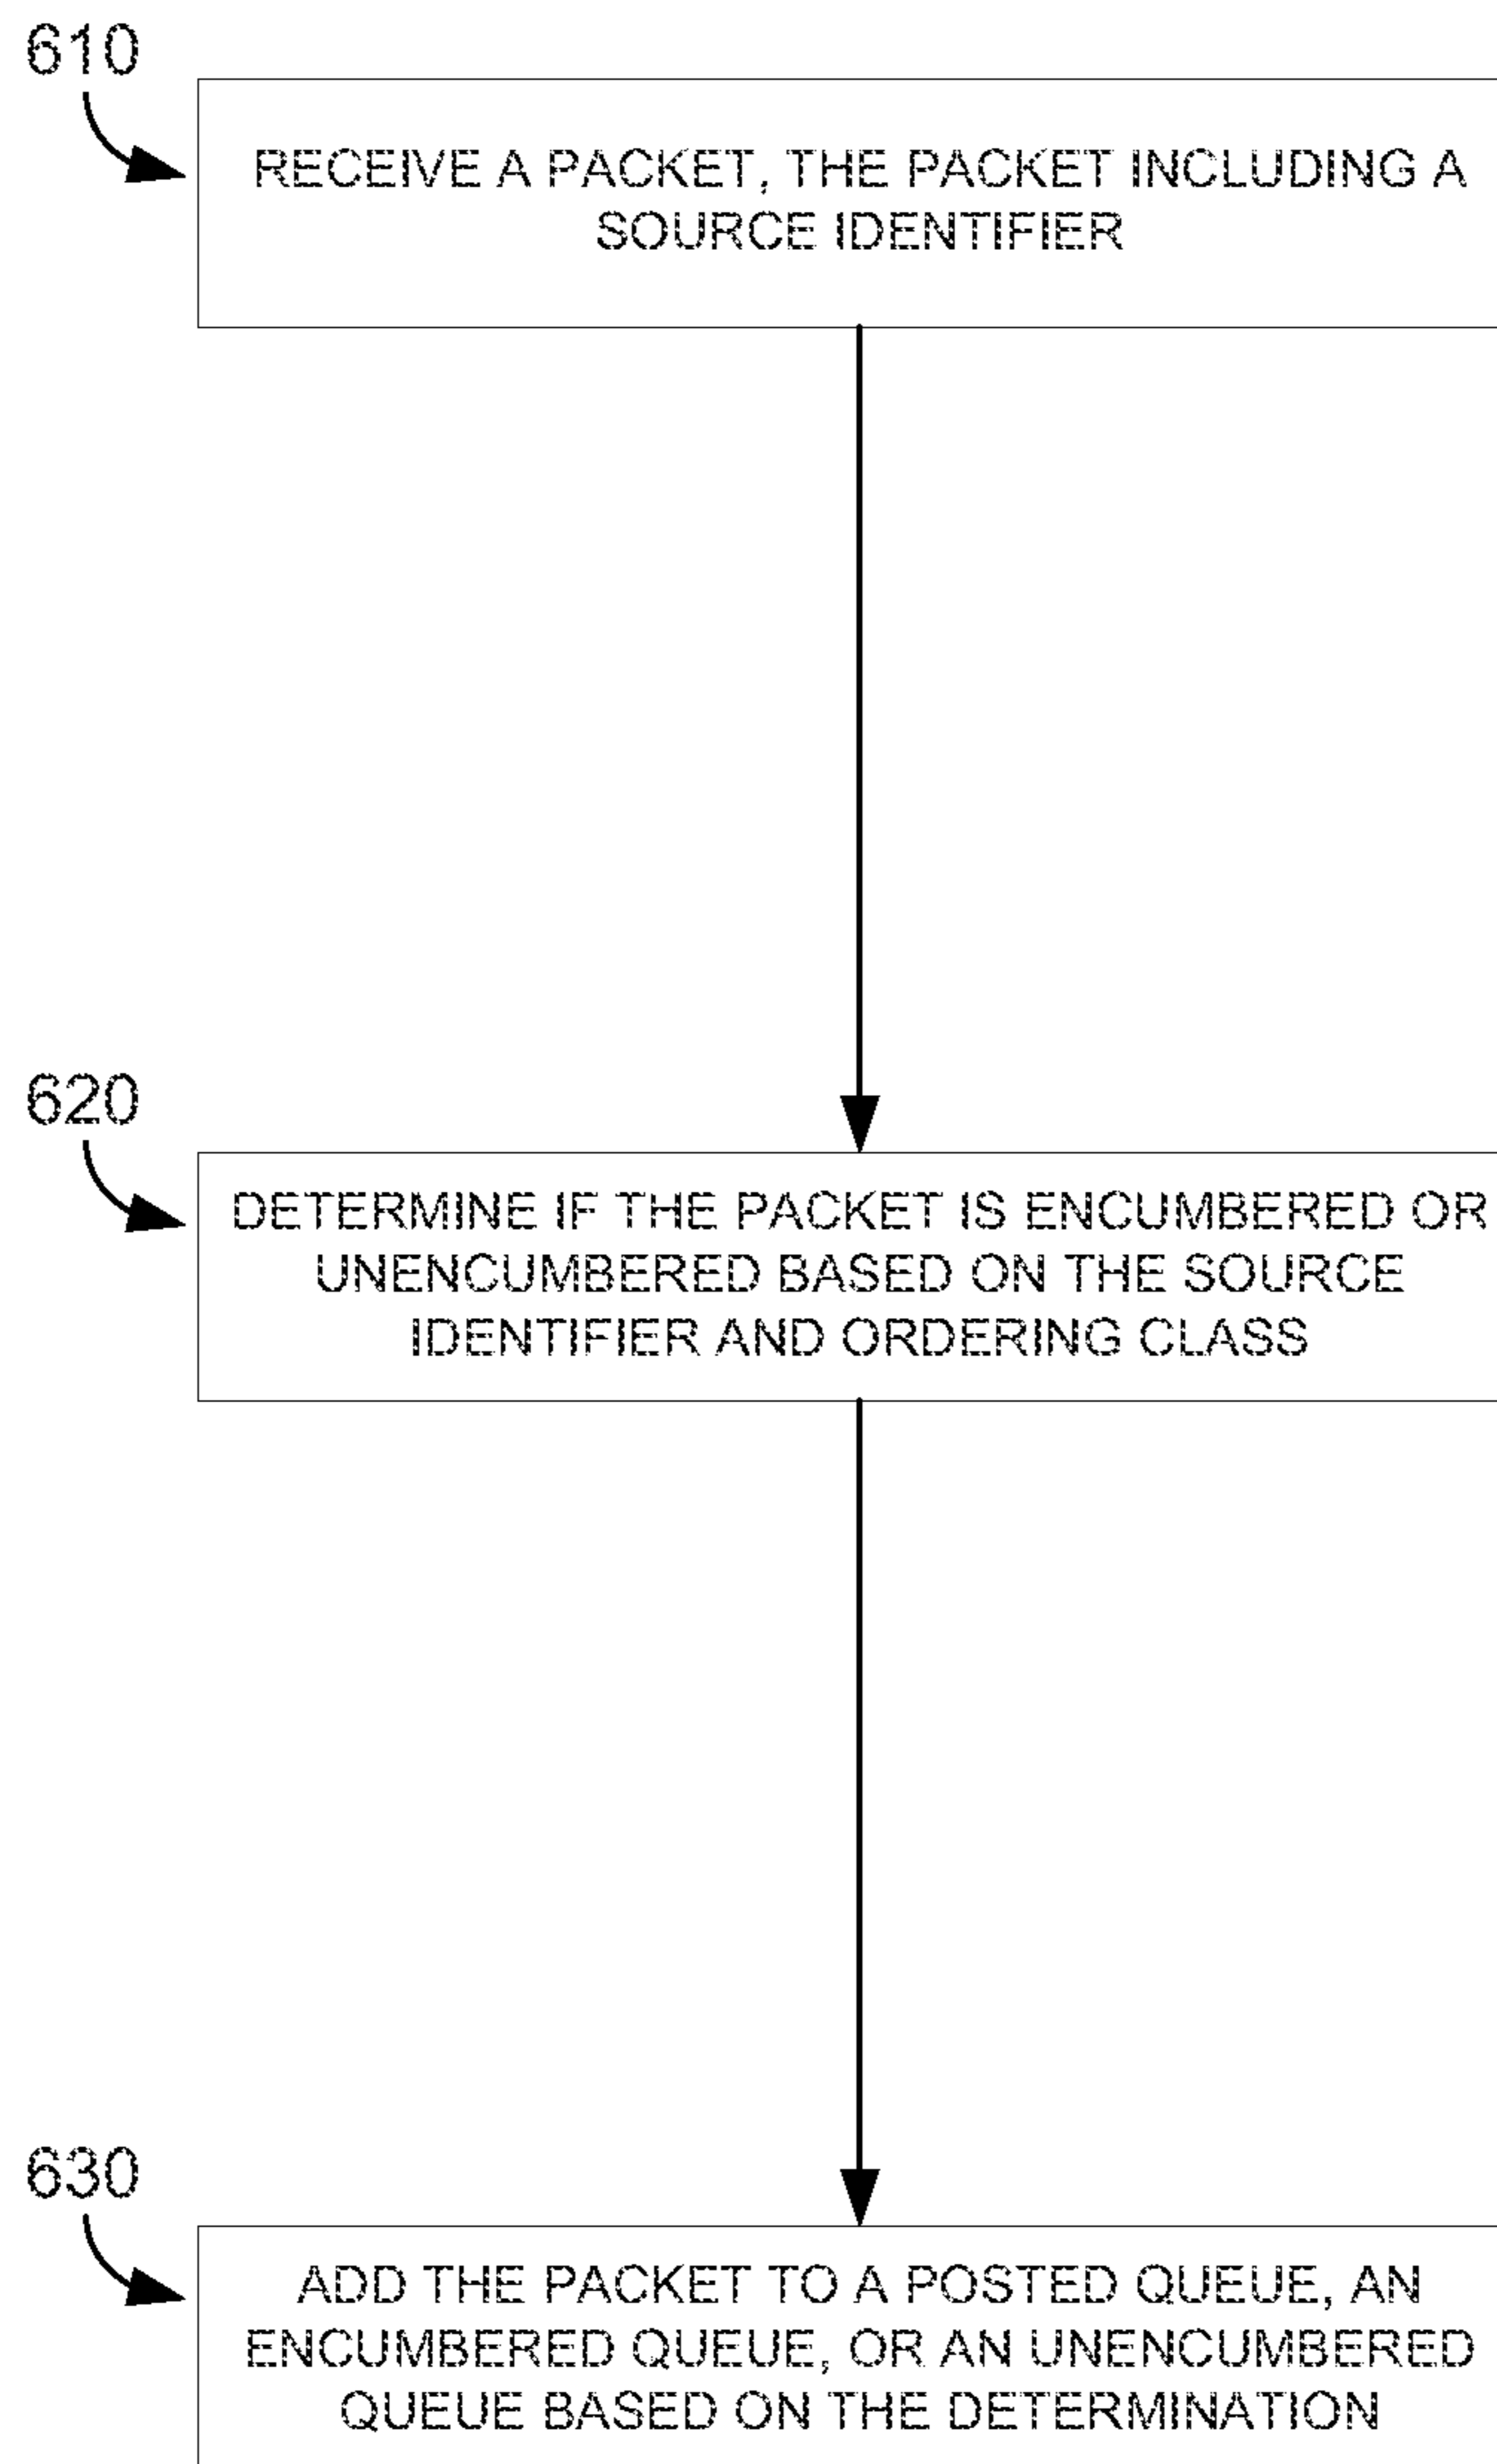 610
RECEIVE A PACKET, THE PACKET INCLUDING A
SOURCE IDENTIFIER
620
DETERMINE IF THE PACKET IS ENCUMBERED OR
UNENCUMBERED BASED ON THE SOURCE
IDENTIFIER AND ORDERING CLASS
630
ADD THE PACKET TO A POSTED QUEUE, AN
ENCUMBERED QUEUE, OR AN UNENCUMBERED
QUEUE BASED ON THE DETERMINATION